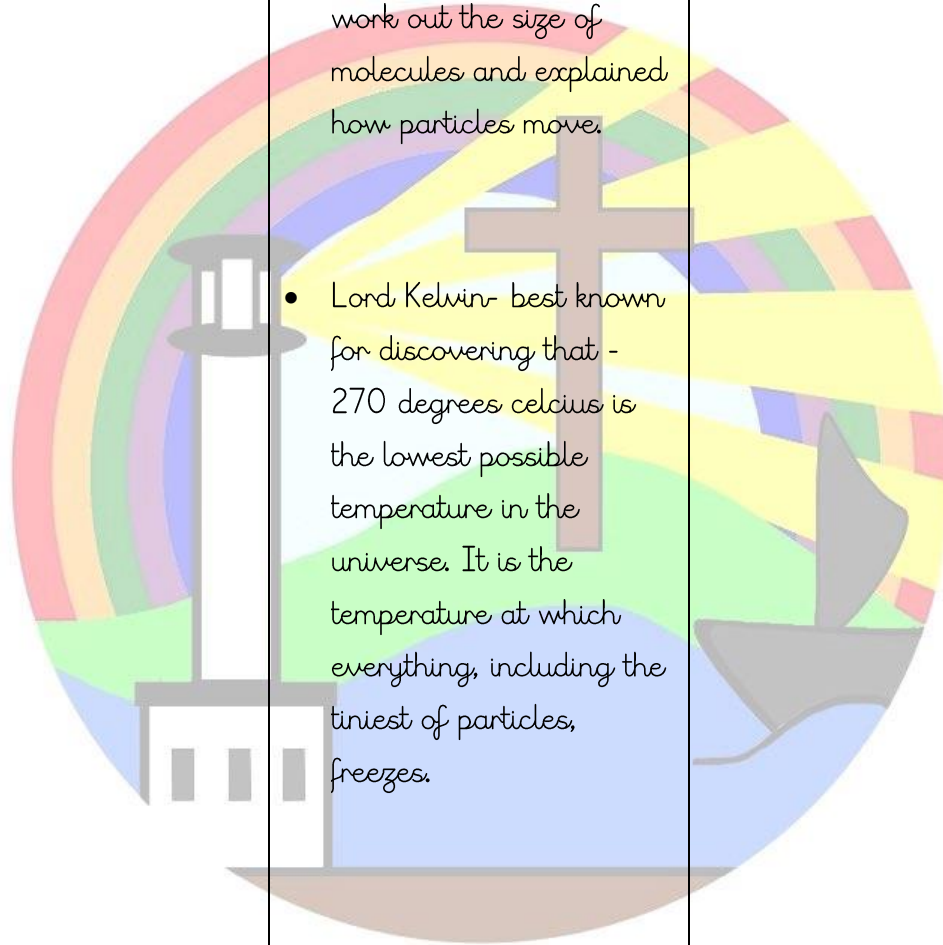 work out the size of
molecules and explained
how particles move.
• Lord Kelvin- best known
for discovering that -
270 degrees celcius is
the lowest possible
temperature in the
universe. It is the
temperature at which
everything, including the
tiniest of particles,
freezes.